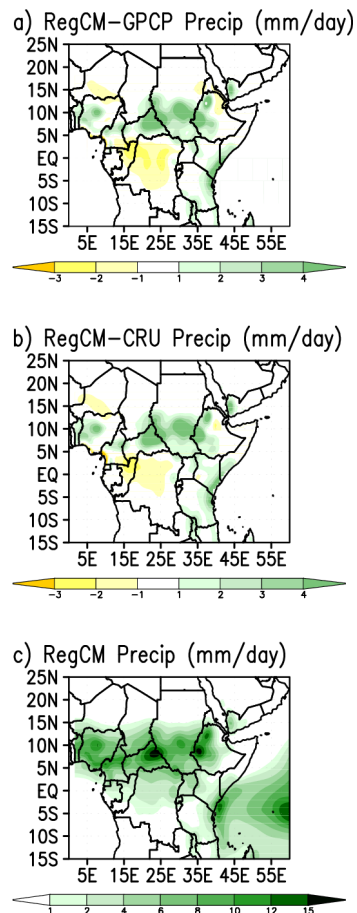 a) RegCM-GPCP Precip (mm/day)
25N
20N
15N
10N
5N
EQ
5S
10S
15S
5E 15E 25E 35E 45E 55E
-3 -2 -1 1 2 3 4
b) RegCM-CRU Precip (mm/day)
25N
20N
15N
10N
5N
EQ
5S
10S
15S
5E 15E 25E 35E 45E 55E
-3 -2 -1 1 2 3 4
c) RegCM Precip (mm/day)
25N
20N
15N
10N
5N
EQ
5S
10S
15S
5E 15E 25E 35E 45E 55E
1 2 6 8 10 12 15